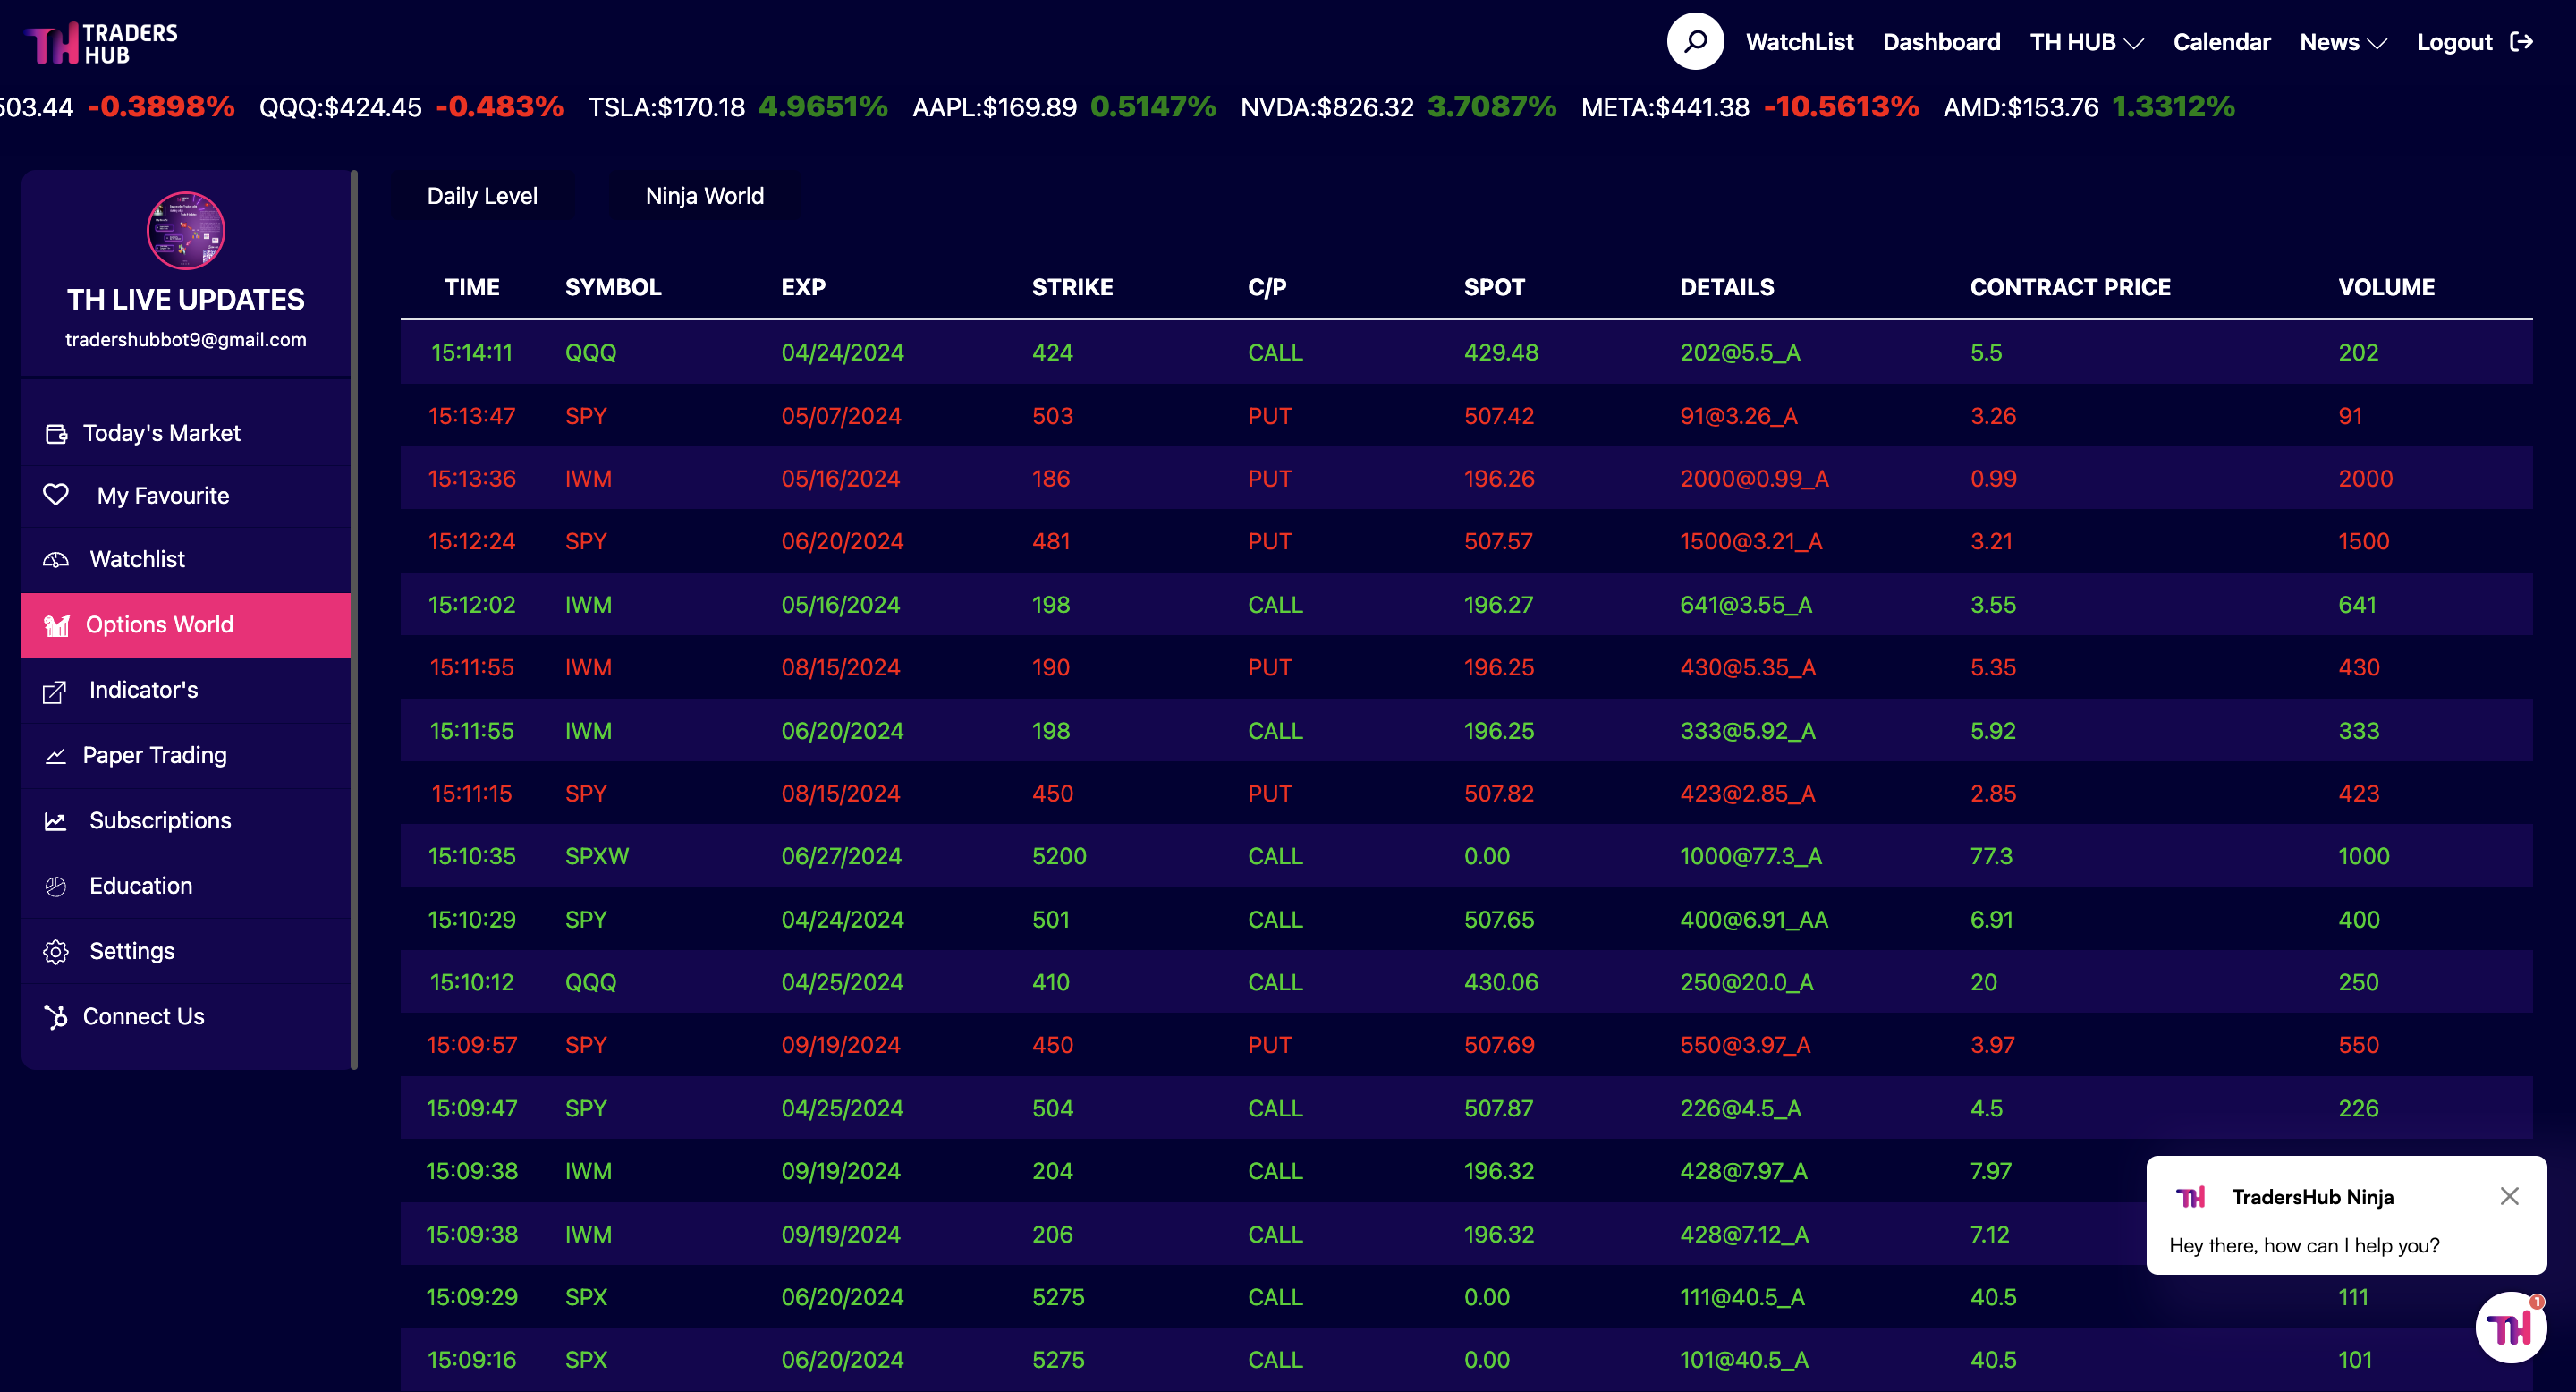 TH TRADERS HUB
WatchList Dashboard TH HUB Calendar News Logout
503.44 -0.3898% QQQ:$424.45 -0.483% TSLA:$170.18 4.9651% AAPL:$169.89 0.5147% NVDA:$826.32 3.7087% META:$441.38 -10.5613% AMD:$153.76 1.3312%
TH LIVE UPDATES
tradershubbot9@gmail.com
Today's Market
My Favourite
Watchlist
Options World
Indicator's
Paper Trading
Subscriptions
Education
Settings
Connect Us
Daily Level Ninja World
TIME SYMBOL EXP STRIKE C/P SPOT DETAILS CONTRACT PRICE VOLUME
15:14:11 QQQ 04/24/2024 424 CALL 429.48 202@5.5_A 5.5 202
15:13:47 SPY 05/07/2024 503 PUT 507.42 91@3.26_A 3.26 91
15:13:36 IWM 05/16/2024 186 PUT 196.26 2000@0.99_A 0.99 2000
15:12:24 SPY 06/20/2024 481 PUT 507.57 1500@3.21_A 3.21 1500
15:12:02 IWM 05/16/2024 198 CALL 196.27 641@3.55_A 3.55 641
15:11:55 IWM 08/15/2024 190 PUT 196.25 430@5.35_A 5.35 430
15:11:55 IWM 06/20/2024 198 CALL 196.25 333@5.92_A 5.92 333
15:11:15 SPY 08/15/2024 450 PUT 507.82 423@2.85_A 2.85 423
15:10:35 SPXW 06/27/2024 5200 CALL 0.00 1000@77.3_A 77.3 1000
15:10:29 SPY 04/24/2024 501 CALL 507.65 400@6.91_AA 6.91 400
15:10:12 QQQ 04/25/2024 410 CALL 430.06 250@20.0_A 20 250
15:09:57 SPY 09/19/2024 450 PUT 507.69 550@3.97_A 3.97 550
15:09:47 SPY 04/25/2024 504 CALL 507.87 226@4.5_A 4.5 226
15:09:38 IWM 09/19/2024 204 CALL 196.32 428@7.97_A 7.97
15:09:38 IWM 09/19/2024 206 CALL 196.32 428@7.12_A 7.12
15:09:29 SPX 06/20/2024 5275 CALL 0.00 111@40.5_A 40.5 111
15:09:16 SPX 06/20/2024 5275 CALL 0.00 101@40.5_A 40.5 101
TH TradersHub Ninja
Hey there, how can I help you?
TH 1